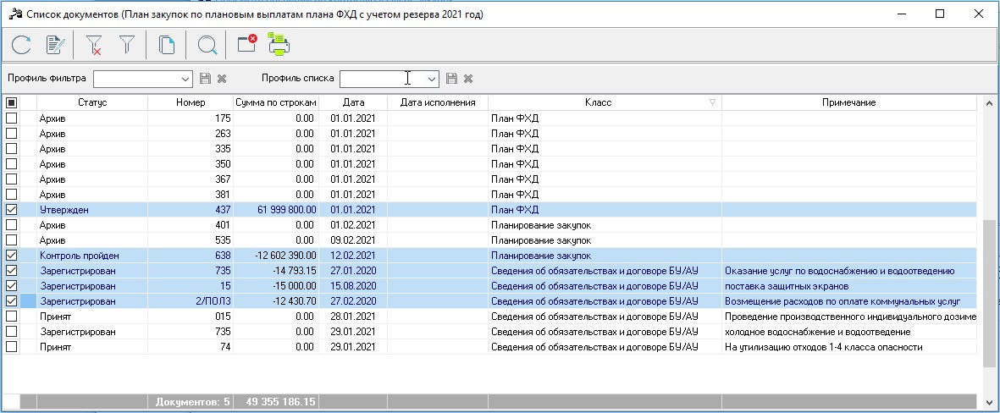 Список документов (План закупок по плановым выплатам плана ФХД с учетом резерва 2021 год)
Профиль фильтра Профиль списка
Статус Номер Сумма по строкам Дата Дата исполнения Класс Примечание
Архив 175 0.00 01.01.2021 План ФХД
Архив 263 0.00 01.01.2021 План ФХД
Архив 335 0.00 01.01.2021 План ФХД
Архив 350 0.00 01.01.2021 План ФХД
Архив 367 0.00 01.01.2021 План ФХД
Архив 381 0.00 01.01.2021 План ФХД
Утвержден 437 61 999 800.00 01.01.2021 План ФХД
Архив 401 0.00 01.02.2021 Планирование закупок
Архив 535 0.00 09.02.2021 Планирование закупок
Контроль пройден 638 -12 602 390.00 12.02.2021 Планирование закупок
Зарегистрирован 735 -14 793.15 27.01.2020 Сведения об обязательствах и договоре БУ/АУ Оказание услуг по водоснабжению и водоотведению
Зарегистрирован 15 -15 000.00 15.08.2020 Сведения об обязательствах и договоре БУ/АУ поставка защитных экранов
Зарегистрирован 2/ПОЛЗ -12 430.70 27.02.2020 Сведения об обязательствах и договоре БУ/АУ Возмещение расходов по оплате коммунальных услуг
Принят 015 0.00 28.01.2021 Сведения об обязательствах и договоре БУ/АУ Проведение производственного индивидуального дозиме
Зарегистрирован 735 0.00 29.01.2021 Сведения об обязательствах и договоре БУ/АУ холодное водоснабжение и водоотведение
Принят 74 0.00 29.01.2021 Сведения об обязательствах и договоре БУ/АУ На утилизацию отходов 1-4 класса опасности
Документов: 5 49 355 186.15